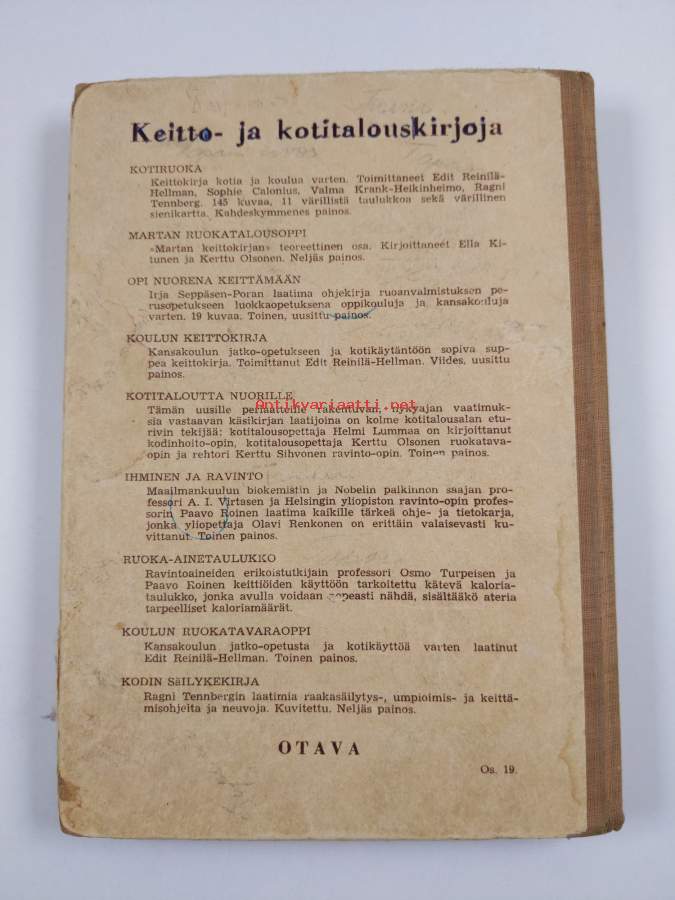 Keitto- ja kotitalouskirjoja
KOTIRUOKA
Keittokirja kotia ja koulua varten. Toimittaneet Edit Reinilä-
Hellman, Sophie Calonius, Valma Krank-Heikinheimo, Ragni
Tennberg. 145 kuvaa, 11 värillistä taulukkoa sekä värillinen
sienikartta. Kahdeskymmenes painos.
MARTAN RUOKATALOUSOPPI
»Martan keittokirjan» teoreettinen osa. Kirjoittaneet Ella Ki-
tunen ja Kerttu Olsonen. Neljäs painos.
OPI NUORENA KEITTÄMÄÄN
Irja Seppäsen-Poran laatima ohjekirja ruoanvalmistuksen pe-
rusopetukseen luokkaopetuksena oppikouluja ja kansakouluja
varten. 19 kuvaa. Toinen, uusittu painos.
KOULUN KEITTOKIRJA
Kansakoulun jatko-opetukseen ja kotikäytäntöön sopiva sup-
pea keittokirja. Toimittanut Edit Reinilä-Hellman. Viides, uusittu
painos.
KOTITALOUTTA NUORILLE
Antikvariaatti.net
Tämän uusille periaatteille rakentuvan, nykyajan vaatimuk-
sia vastaavan käsikirjan laatijoina on kolme kotitalousalan etu-
rivin tekijää: kotitalousopettaja Helmi Lummaa on kirjoittanut
kodinhoito-opin, kotitalousopettaja Kerttu Olsonen ruokatava-
ra-opin ja rehtori Kerttu Sihvonen ravinto-opin. Toinen painos.
IHMINEN JA RAVINTO
Maailmankuulun biokemistin ja Nobelin palkinnon saajan pro-
fessori A. I. Virtasen ja Helsingin yliopiston ravinto-opin profes-
sorin Paavo Roinen laatima kaikille tärkeä ohje- ja tietokarja,
jonka yliopettaja Olavi Renkonen on erittäin valaisevasti ku-
vittanut. Toinen painos.
RUOKA-AINETAULUKKO
Ravintoaineiden erikoistutkijain professori Osmo Turpeisen ja
Paavo Roinen keittiöiden käyttöön tarkoitettu kätevä kaloria-
taulukko, jonka avulla voidaan nopeasti nähdä, sisältääkö ateria
tarpeelliset kaloriamäärät.
KOULUN RUOKATAVARAOPPI
Kansakoulun jatko-opetusta ja kotikäyttöä varten laatinut
Edit Reinilä-Hellman. Toinen painos.
KODIN SÄILYKEKIRJA
Ragni Tennbergin laatimia raakasäilytys-, umpioimis- ja keittä-
misohjeita ja neuvoja. Kuvitettu. Neljäs painos.
OTAVA
Os. 19.